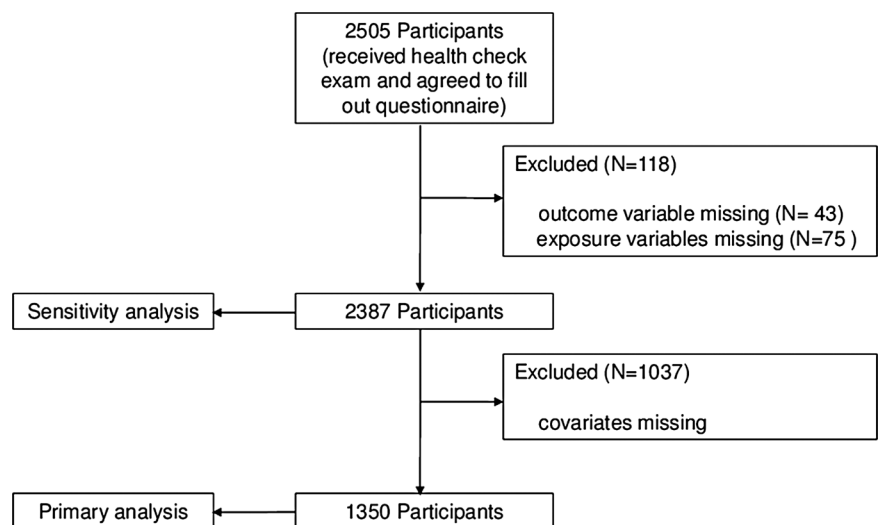 2505 Participants
(received health check
exam and agreed to fill
out questionnaire)
Excluded (N=118)
outcome variable missing (N= 43)
exposure variables missing (N=75 )
Sensitivity analysis
2387 Participants
Excluded (N=1037)
covariates missing
Primary analysis
1350 Participants